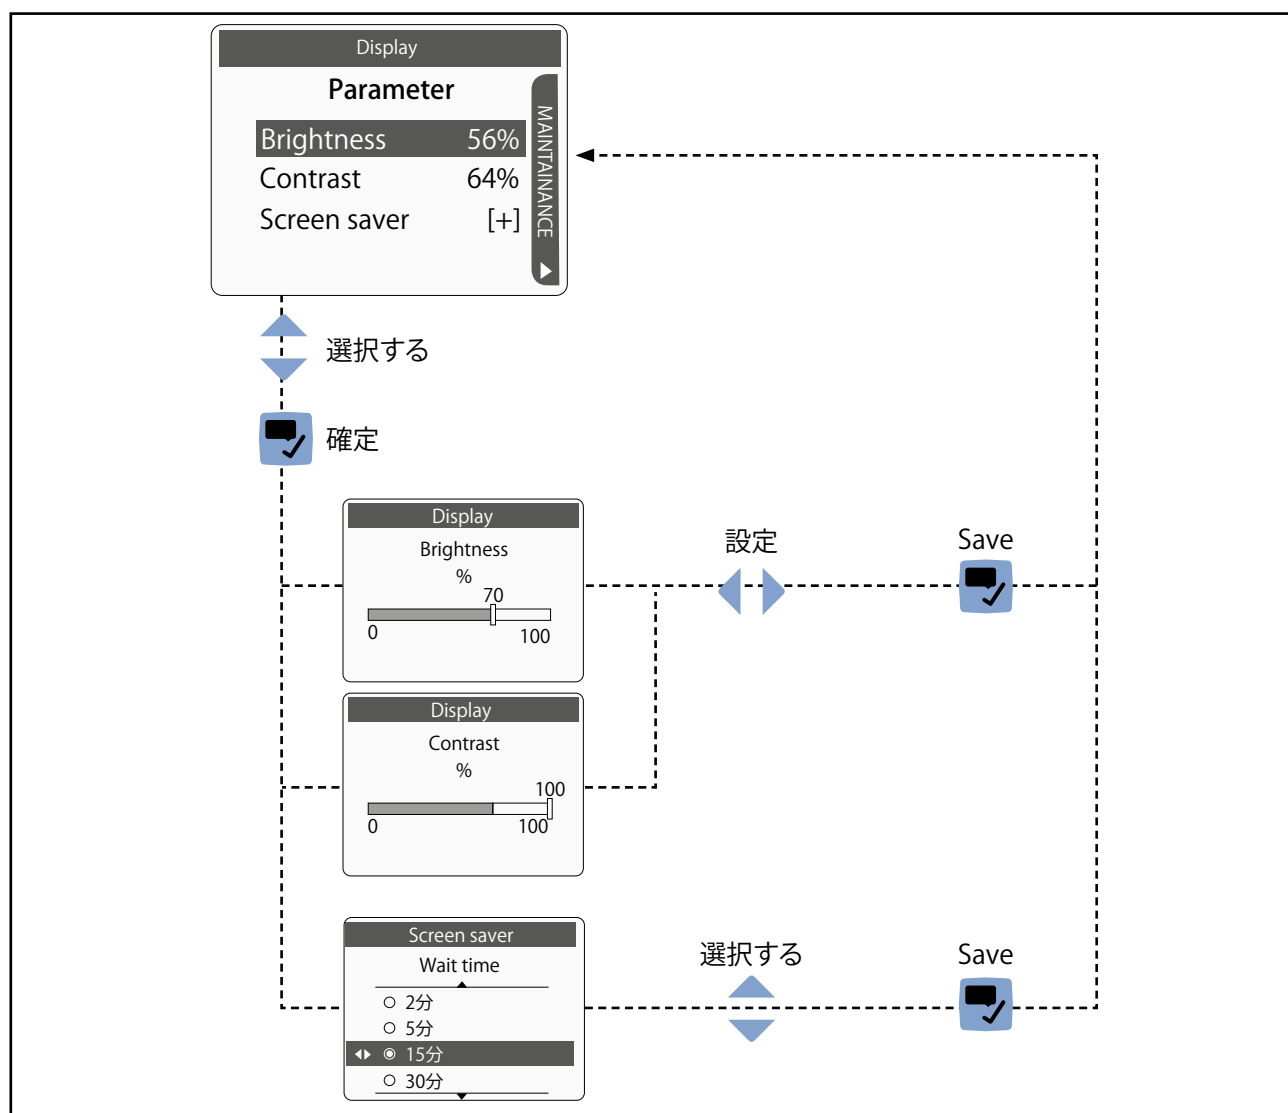 Display
Parameter
Brightness 56%
Contrast 64%
Screen saver [+]
MAINTAINANCE
選択する
確定
Display
Brightness
%
70
0 100
設定
Save
Display
Contrast
%
100
0 100
Screen saver
Wait time
2分
5分
15分
30分
選択する
Save